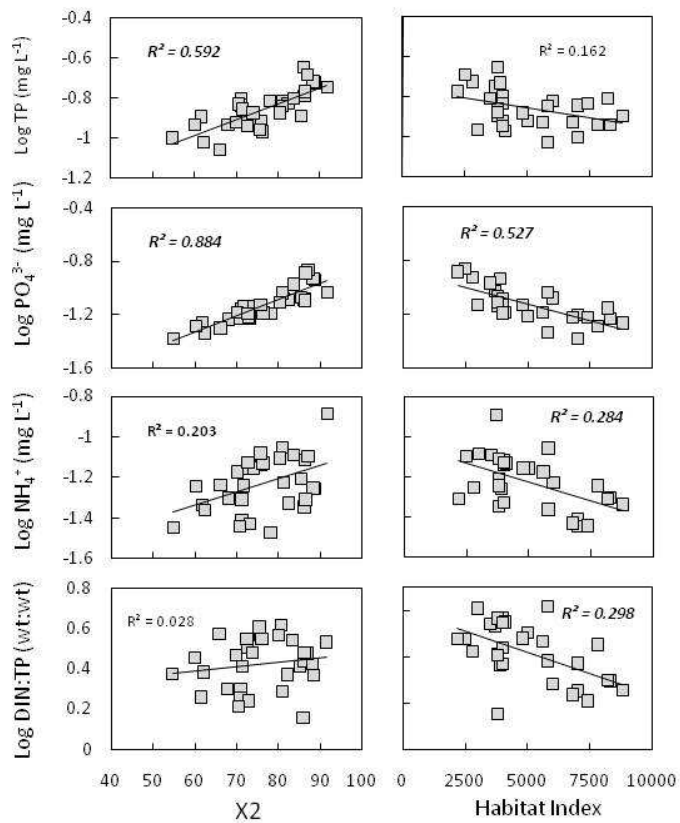 -0.4
-0.6
-0.8
-1
-1.2
Log TP (mg L⁻¹)
R² = 0.592
R² = 0.162
-0.4
-0.8
-1.2
-1.6
Log PO₄³⁻ (mg L⁻¹)
R² = 0.884
R² = 0.527
-0.8
-1
-1.2
-1.4
-1.6
Log NH₄⁺ (mg L⁻¹)
R² = 0.203
R² = 0.284
0.8
0.6
0.4
0.2
0
Log DIN:TP (wt:wt)
R² = 0.028
R² = 0.298
40 50 60 70 80 90 100
0 2500 5000 7500 10000
X2
Habitat Index